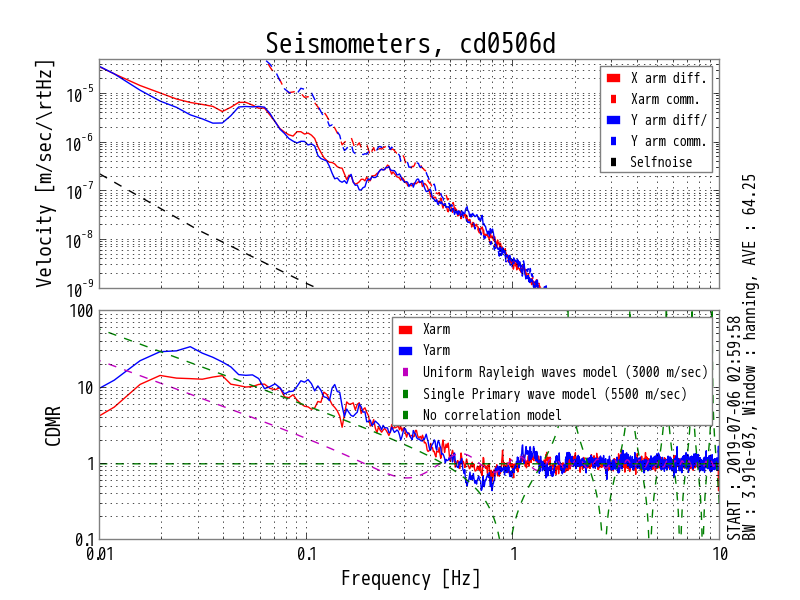 Seismometers, cd0506d
Velocity [m/sec/\rtHz]
10^-5
10^-6
10^-7
10^-8
10^-9
X arm diff.
Xarm comm.
Y arm diff/
Y arm comm.
Selfnoise
CDMR
100
10
1
0.1
Xarm
Yarm
Uniform Rayleigh waves model (3000 m/sec)
Single Primary wave model (5500 m/sec)
No correlation model
0.01
0.1
1
10
Frequency [Hz]
START : 2019-07-06 02:59:58
BW : 3.91e-03, Window : hanning, AVE : 64.25